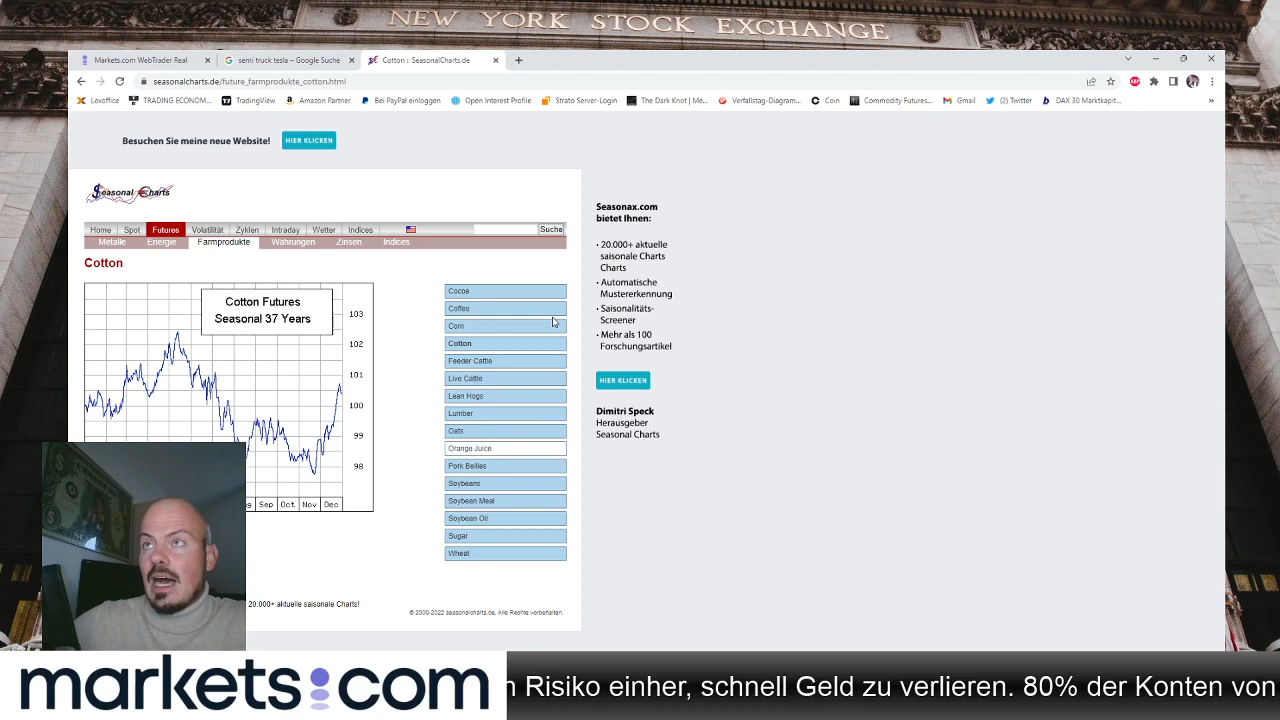 NEW YORK STOCK EXCHANGE
Markets.com WebTrader Real
semi truck tesla – Google Suche
Cotton :: SeasonalCharts.de
seasonalcharts.de/future_farmprodukte_cotton.html
Lexoffice
TRADING ECONOM...
TradingView
Amazon Partner
Bei PayPal einloggen
Open Interest Profile
Strato Server-Login
The Dark Knot | Me...
Verfallstag-Diagram...
Coin
Commodity Futures...
Gmail
(2) Twitter
DAX 30 Marktkapit...
»
Besuchen Sie meine neue Website!
HIER KLICKEN
Seasonal Charts
Home
Spot
Futures
Volatilität
Zyklen
Intraday
Wetter
Indices
Suche
Metalle
Energie
Farmprodukte
Währungen
Zinsen
Indices
Cotton
Cotton Futures
Seasonal 37 Years
103
102
101
100
99
98
Sep
Oct
Nov
Dec
Cocoa
Coffee
Corn
Cotton
Feeder Cattle
Live Cattle
Lean Hogs
Lumber
Oats
Orange Juice
Pork Bellies
Soybeans
Soybean Meal
Soybean Oil
Sugar
Wheat
20.000+ aktuelle saisonale Charts!
© 2000-2022 seasonalcharts.de, Alle Rechte vorbehalten.
Seasonax.com
bietet Ihnen:
• 20.000+ aktuelle
saisonale Charts
Charts
• Automatische
Mustererkennung
• Saisonalitäts-
Screener
• Mehr als 100
Forschungsartikel
HIER KLICKEN
Dimitri Speck
Herausgeber
Seasonal Charts
markets.com
Risiko einher, schnell Geld zu verlieren. 80% der Konten von